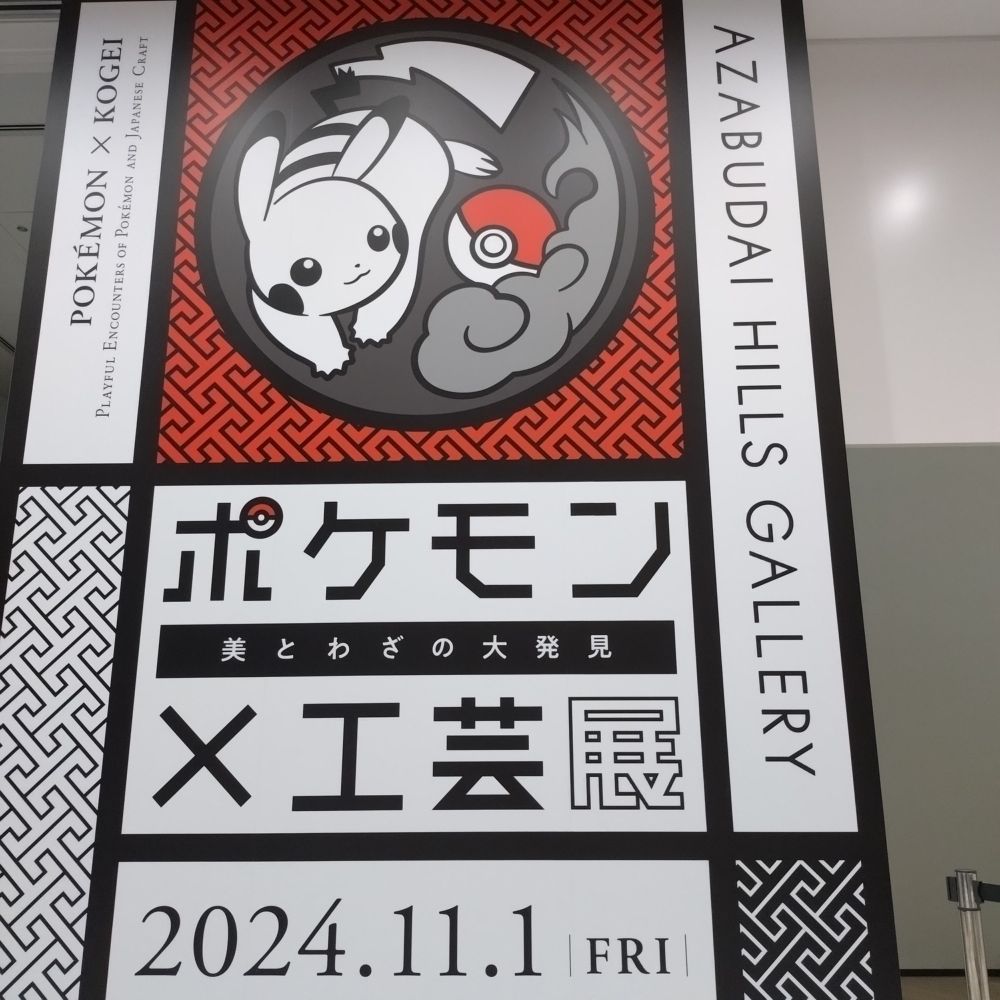 POKÉMON × KOGEI
PLAYFUL ENCOUNTERS OF POKÉMON AND JAPANESE CRAFT
AZABUDAI HILLS GALLERY
ポケモン
美とわざの大発見
×工芸展
2024.11.1 | FRI |